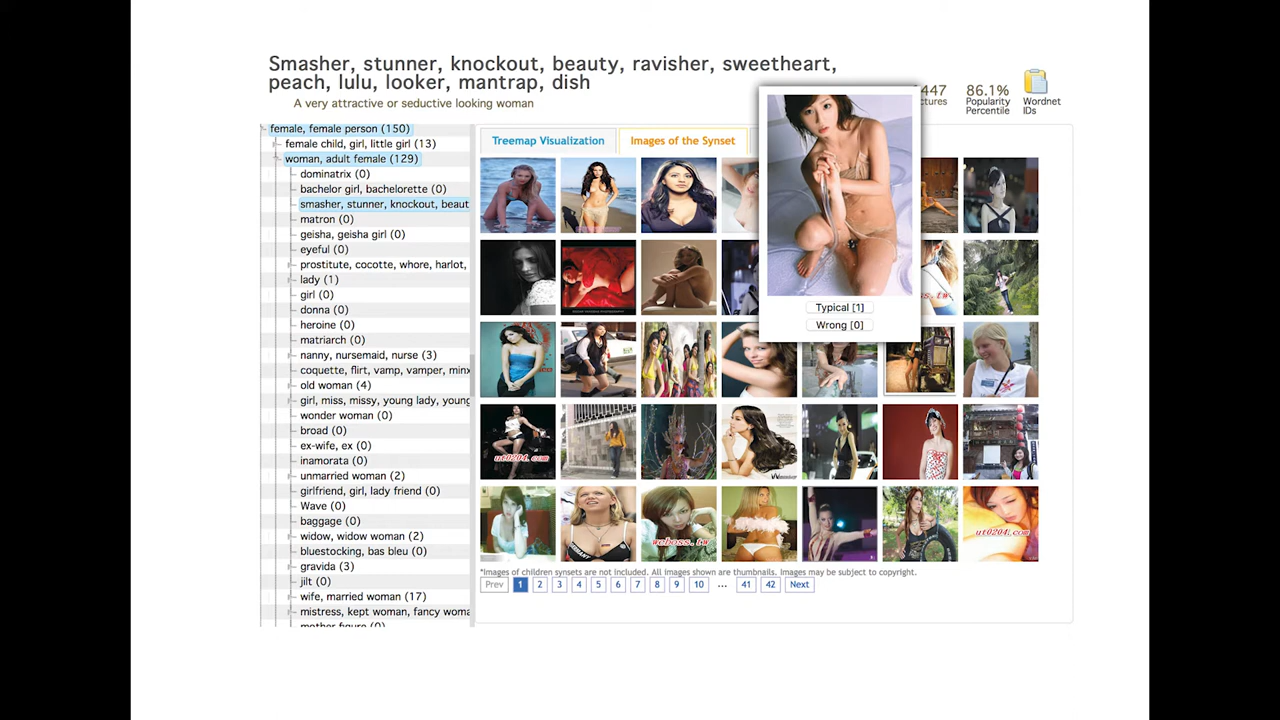 Smasher, stunner, knockout, beauty, ravisher, sweetheart,
peach, lulu, looker, mantrap, dish
A very attractive or seductive looking woman
447
ctures
86.1%
Popularity
Percentile
Wordnet
IDs
female, female person (150)
female child, girl, little girl (13)
woman, adult female (129)
dominatrix (0)
bachelor girl, bachelorette (0)
smasher, stunner, knockout, beaut
matron (0)
geisha, geisha girl (0)
eyeful (0)
prostitute, cocotte, whore, harlot,
lady (1)
girl (0)
donna (0)
heroine (0)
matriarch (0)
nanny, nursemaid, nurse (3)
coquette, flirt, vamp, vamper, minx
old woman (4)
girl, miss, missy, young lady, young
wonder woman (0)
broad (0)
ex-wife, ex (0)
inamorata (0)
unmarried woman (2)
girlfriend, girl, lady friend (0)
Wave (0)
baggage (0)
widow, widow woman (2)
bluestocking, bas bleu (0)
gravida (3)
jilt (0)
wife, married woman (17)
mistress, kept woman, fancy woma
mother figure (0)
Treemap Visualization
Images of the Synset
Typical [1]
Wrong [0]
ut0204.com
weboss.tw
ut0204.com
*Images of children synsets are not included. All images shown are thumbnails. Images may be subject to copyright.
Prev 1 2 3 4 5 6 7 8 9 10 ... 41 42 Next